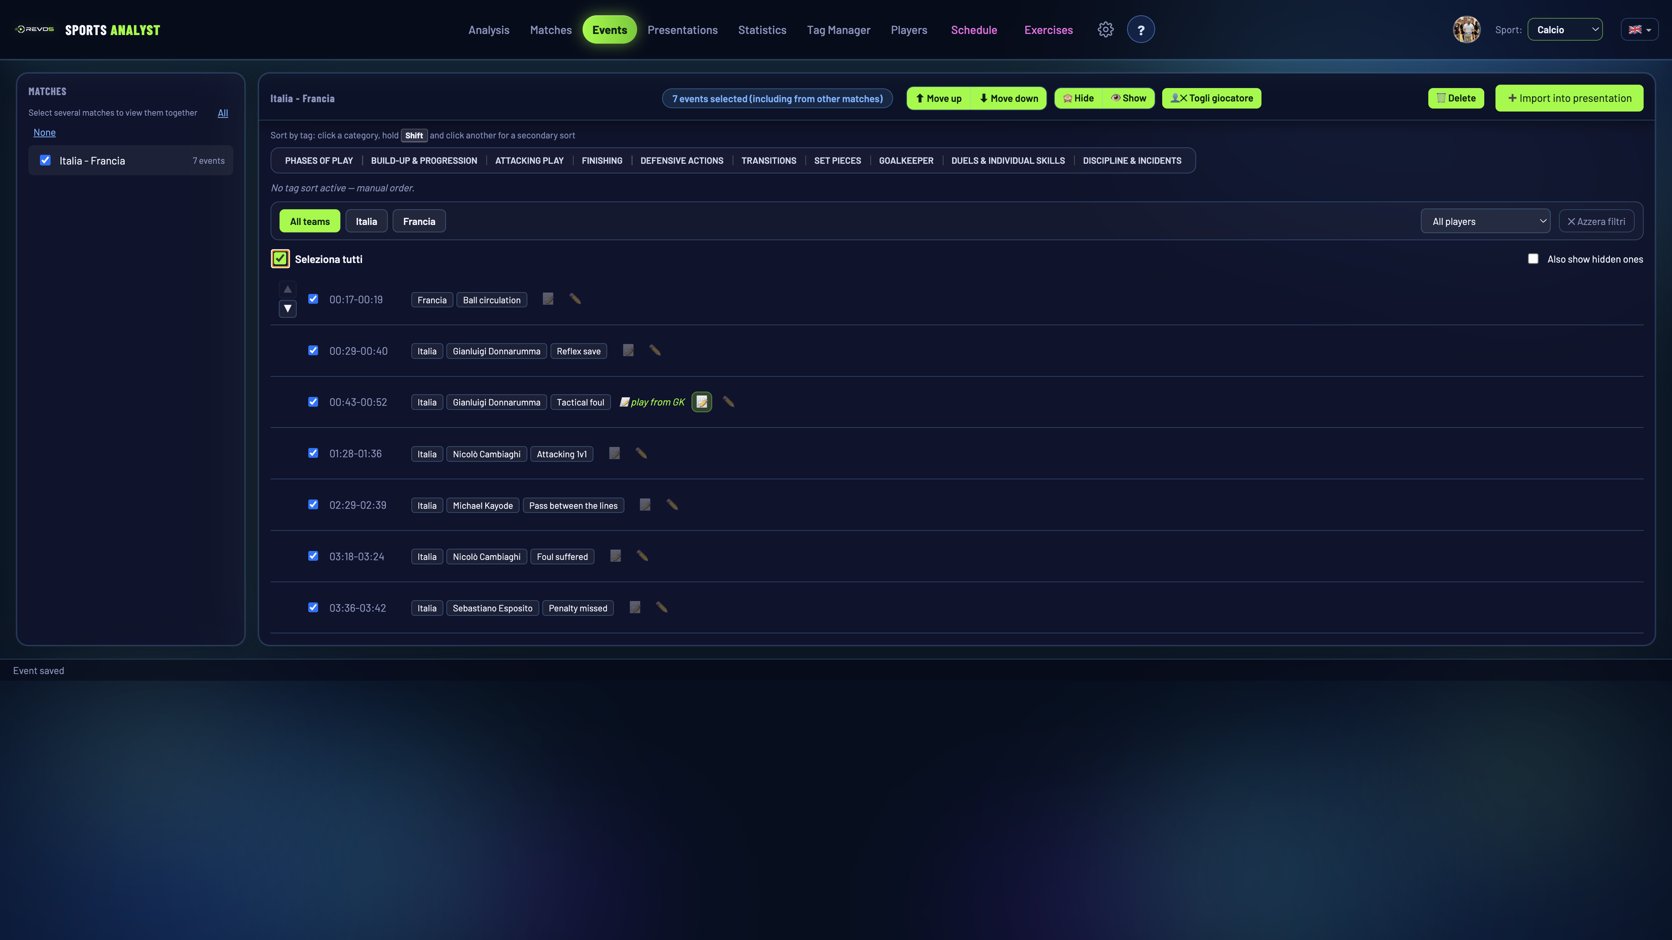 REVOS SPORTS ANALYST
Analysis Matches Events Presentations Statistics Tag Manager Players Schedule Exercises ? Sport: Calcio
MATCHES
Select several matches to view them together All
None
Italia - Francia 7 events
Italia - Francia 7 events selected (including from other matches) Move up Move down Hide Show Togli giocatore Delete + Import into presentation
Sort by tag: click a category, hold Shift and click another for a secondary sort
PHASES OF PLAY BUILD-UP & PROGRESSION ATTACKING PLAY FINISHING DEFENSIVE ACTIONS TRANSITIONS SET PIECES GOALKEEPER DUELS & INDIVIDUAL SKILLS DISCIPLINE & INCIDENTS
No tag sort active — manual order.
All teams Italia Francia All players Azzera filtri
Seleziona tutti Also show hidden ones
00:17-00:19 Francia Ball circulation
00:29-00:40 Italia Gianluigi Donnarumma Reflex save
00:43-00:52 Italia Gianluigi Donnarumma Tactical foul play from GK
01:28-01:36 Italia Nicolò Cambiaghi Attacking 1v1
02:29-02:39 Italia Michael Kayode Pass between the lines
03:18-03:24 Italia Nicolò Cambiaghi Foul suffered
03:36-03:42 Italia Sebastiano Esposito Penalty missed
Event saved